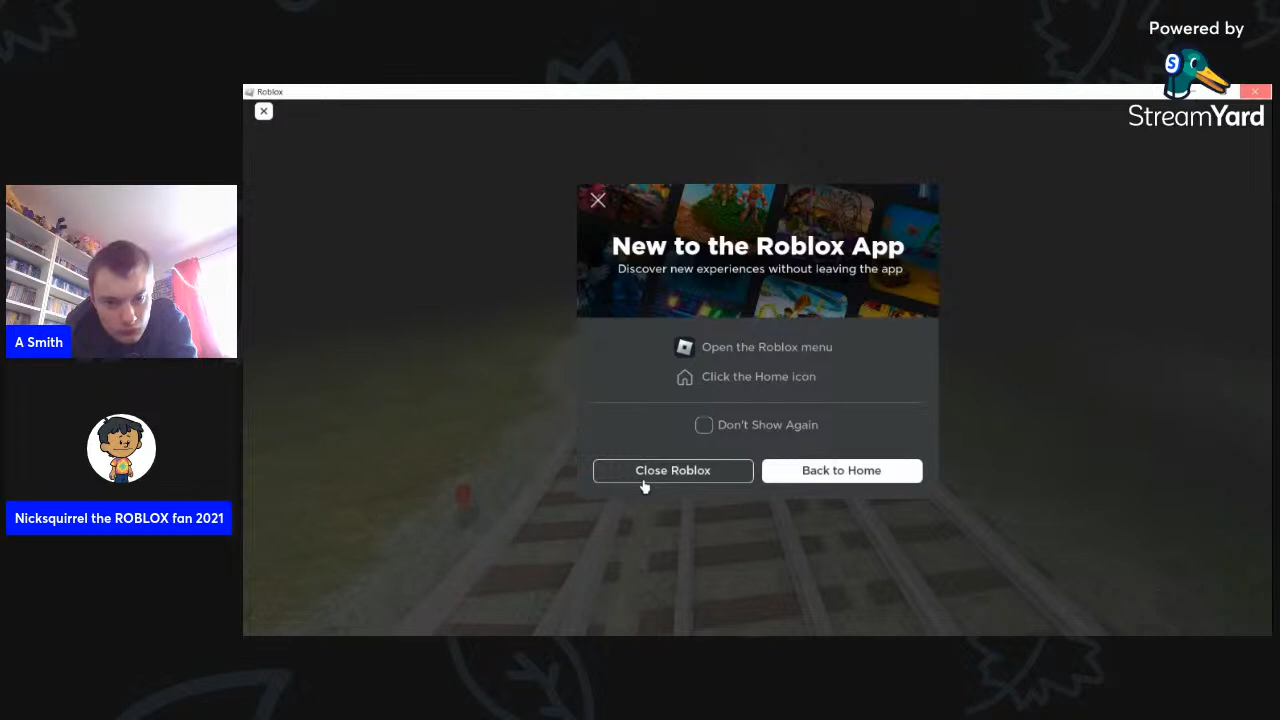 Powered by
StreamYard
Roblox
New to the Roblox App
Discover new experiences without leaving the app
Open the Roblox menu
Click the Home icon
Don't Show Again
Close Roblox
Back to Home
A Smith
Nicksquirrel the ROBLOX fan 2021